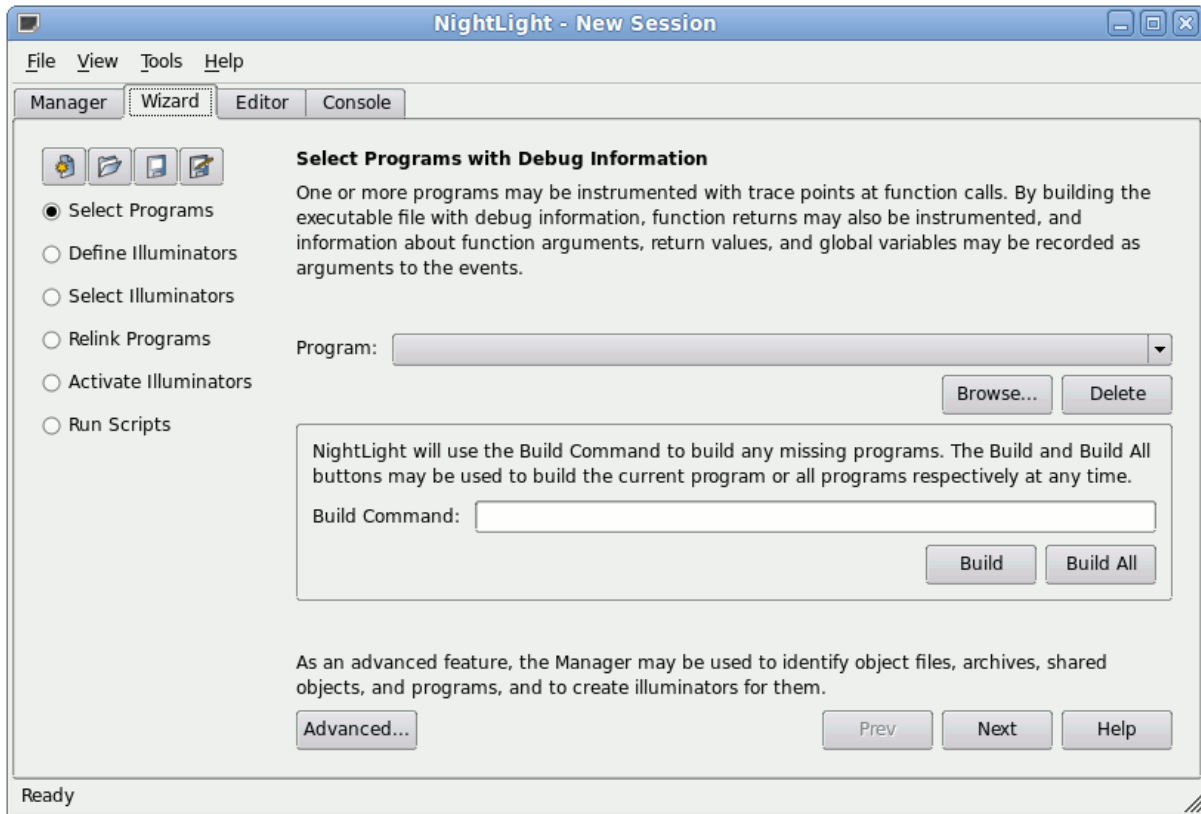 NightLight - New Session
File View Tools Help
Manager Wizard Editor Console
Select Programs
Define Illuminators
Select Illuminators
Relink Programs
Activate Illuminators
Run Scripts
Select Programs with Debug Information
One or more programs may be instrumented with trace points at function calls. By building the
executable file with debug information, function returns may also be instrumented, and
information about function arguments, return values, and global variables may be recorded as
arguments to the events.
Program:
Browse... Delete
NightLight will use the Build Command to build any missing programs. The Build and Build All
buttons may be used to build the current program or all programs respectively at any time.
Build Command:
Build Build All
As an advanced feature, the Manager may be used to identify object files, archives, shared
objects, and programs, and to create illuminators for them.
Advanced... Prev Next Help
Ready